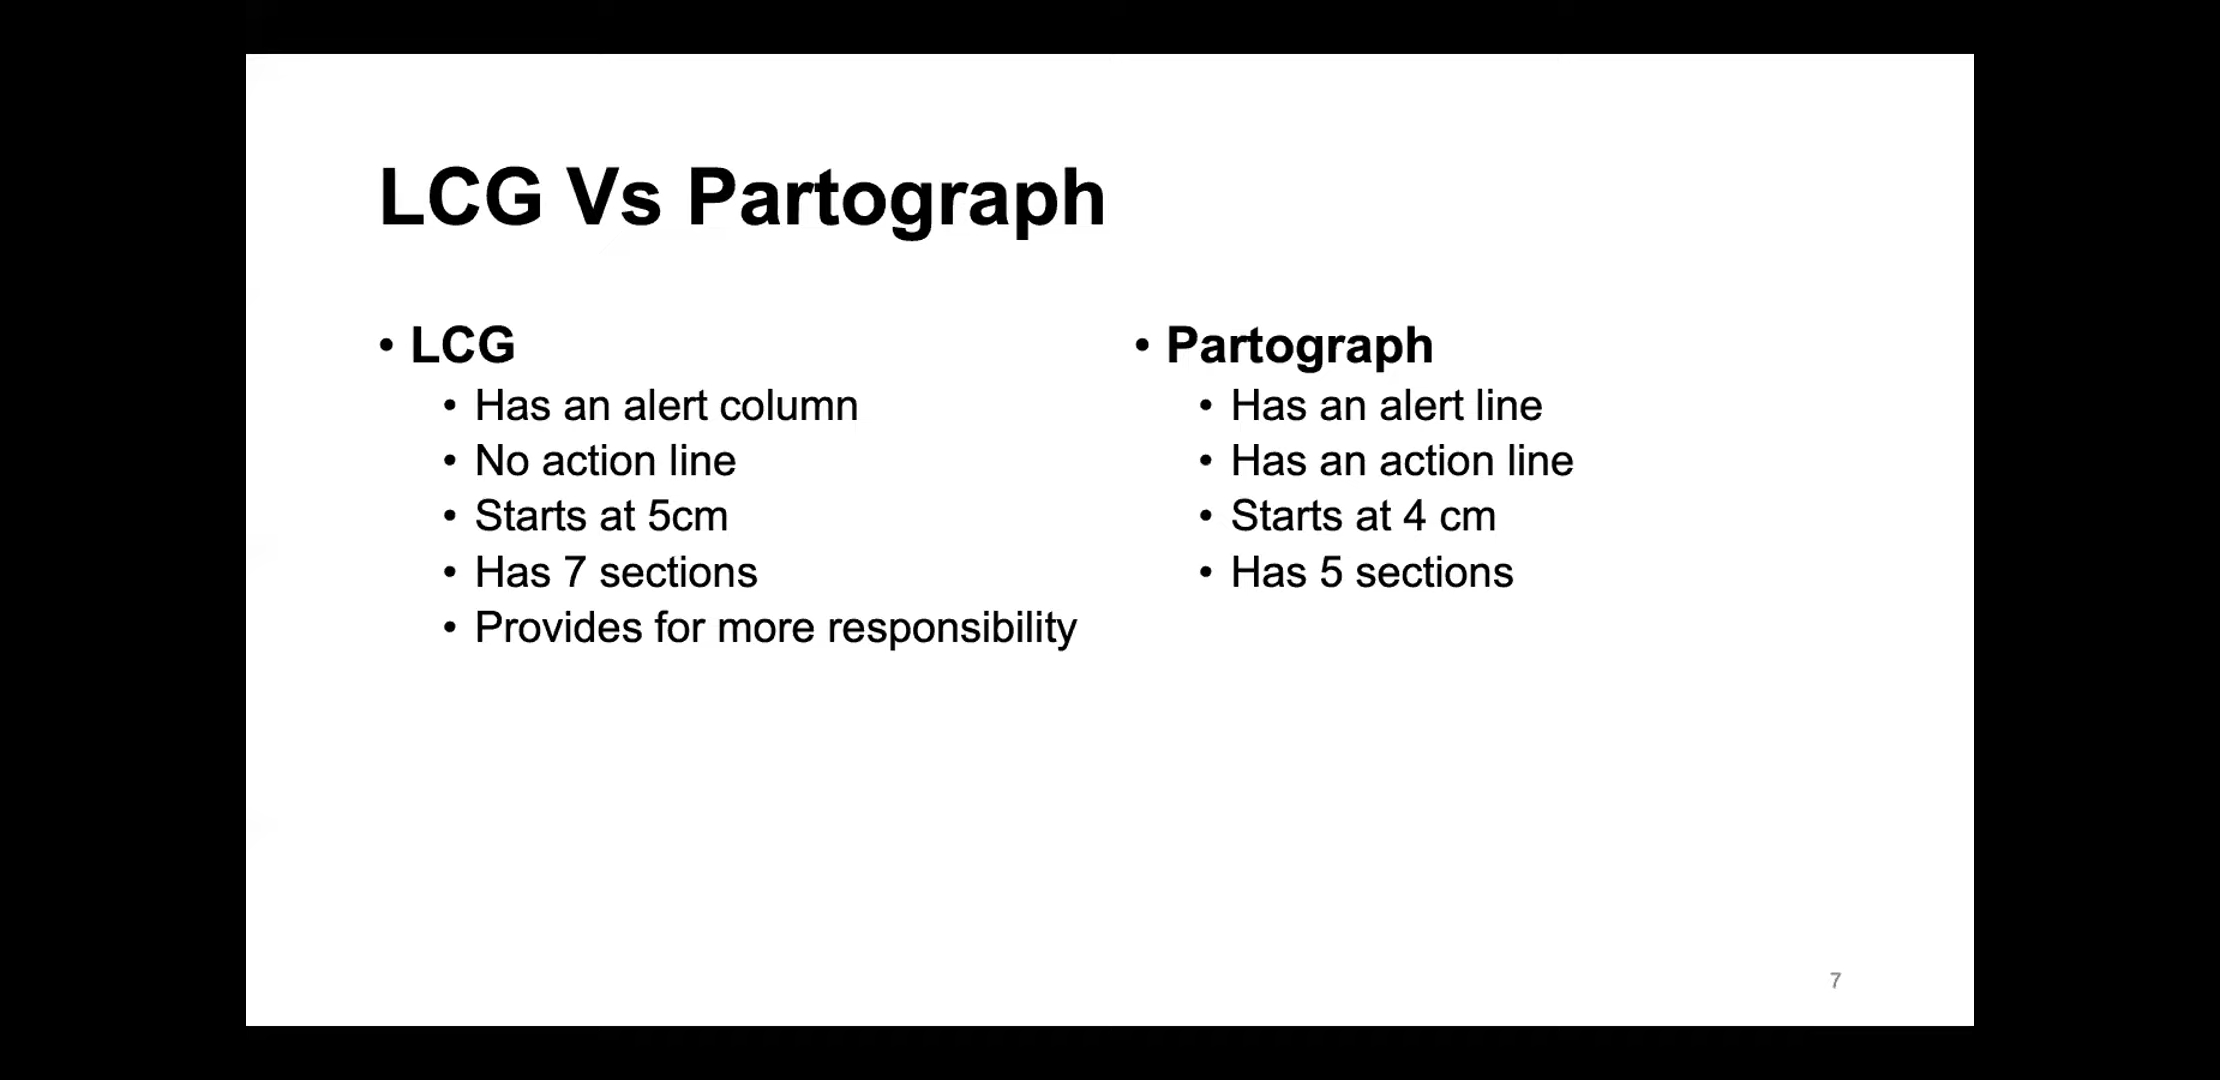 LCG Vs Partograph
• LCG
• Has an alert column
• No action line
• Starts at 5cm
• Has 7 sections
• Provides for more responsibility
• Partograph
• Has an alert line
• Has an action line
• Starts at 4 cm
• Has 5 sections
7